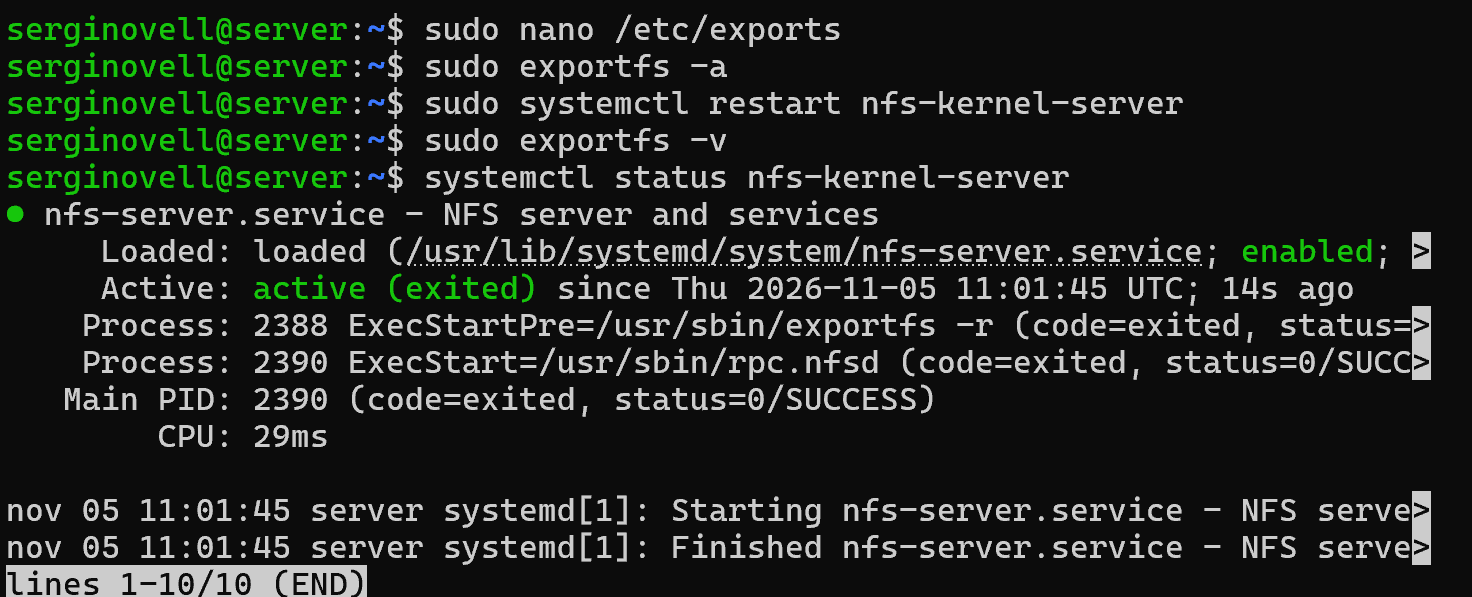 serginovell@server:~$ sudo nano /etc/exports
serginovell@server:~$ sudo exportfs -a
serginovell@server:~$ sudo systemctl restart nfs-kernel-server
serginovell@server:~$ sudo exportfs -v
serginovell@server:~$ systemctl status nfs-kernel-server
● nfs-server.service - NFS server and services
     Loaded: loaded (/usr/lib/systemd/system/nfs-server.service; enabled; >
     Active: active (exited) since Thu 2026-11-05 11:01:45 UTC; 14s ago
    Process: 2388 ExecStartPre=/usr/sbin/exportfs -r (code=exited, status=>
    Process: 2390 ExecStart=/usr/sbin/rpc.nfsd (code=exited, status=0/SUCC>
   Main PID: 2390 (code=exited, status=0/SUCCESS)
        CPU: 29ms

nov 05 11:01:45 server systemd[1]: Starting nfs-server.service - NFS serve>
nov 05 11:01:45 server systemd[1]: Finished nfs-server.service - NFS serve>
lines 1-10/10 (END)